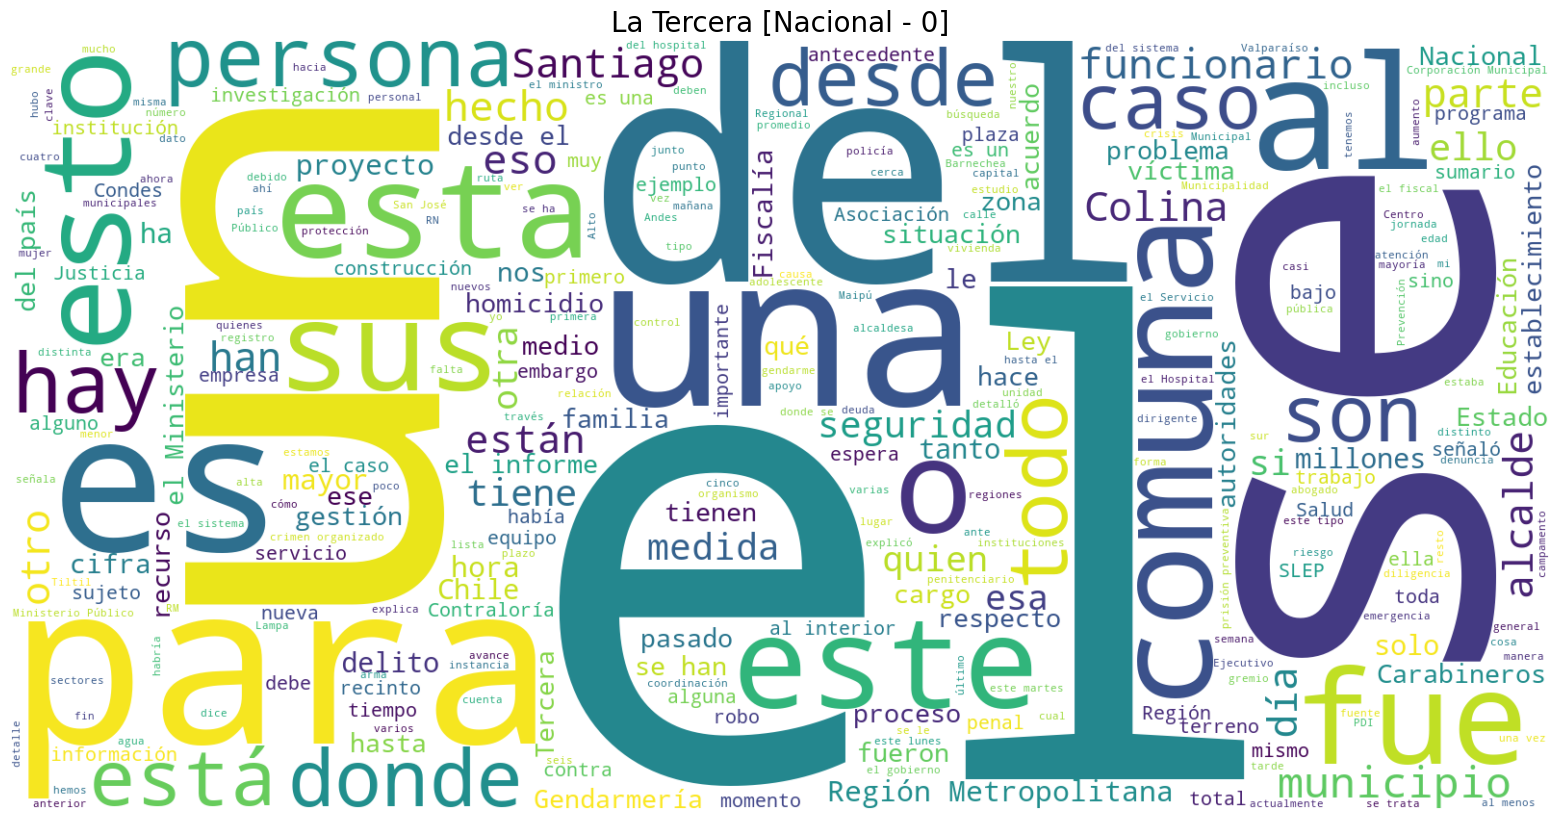 La Tercera [Nacional - 0]
mucho
grande
hacia
persona
Santiago
del hospital
antecedente
desde
del sistema
Valparaíso
Nacional
Corporación Municipal
funcionario
incluso
hubo
clave
misma
número
esto
investigación
personal
el ministro
es una
deben
hecho
Regional
promedio
búsqueda
nuestro
caso
al
parte
programa
institución
dato
desde el
plaza
crisis
Municipal
tenemos
aumento
ello
cuatro
ahora
proyecto
eso
muy
junto
punto
policía
cerca
es un
Barnechea
acuerdo
problema
víctima
sumario
debido
ahí
ruta
ver
ejemplo
vez
capital
estudio
Municipalidad
el fiscal
Condes
municipales
país
Público
San José
RN
se ha
esta
mañana
Andes
Asociación
calle
zona
Colina
Centro
jornada
edad
del país
ha
mujer
protección
Alto
tipo
Fiscalía
situación
vivienda
casi
atención
mayoría
mi
sino
Justicia
construcción
nos
primero
del
causa
adolescente
le
el Servicio
bajo
Prevención
pública
Educación
establecimiento
nuevos
homicidio
Maipú
gobierno
el Ministerio
quienes
registro
yo
primera
control
una
alcaldesa
Ley
hasta el
distinta
era
han
sus
otra
medio
importante
qué
gendarme
apoyo
hace
unidad
detalló
el Hospital
autoridades
estaba
hay
empresa
falta
embargo
relación
alguno
través
familia
donde se
deuda
seguridad
dirigente
son
Estado
menor
un
estamos
están
espera
tanto
todo
comuna
se
distinto
señaló
sur
denuncia
señala
es
alta
el caso
poco
el informe
cinco
organismo
varias
o
regiones
forma
si
millones
trabajo
abogado
alcalde
mayor
ese
cómo
tiene
tienen
lugar
ante
este tipo
Salud
campamento
otro
el sistema
gestión
había
medida
explicó
instituciones
riesgo
crimen organizado
equipo
quien
prisión preventiva
SLEP
ella
diligencia
resto
cifra
recurso
servicio
lista
plazo
hora
penitenciario
Tiltil
sujeto
RM
nueva
explica
Chile
Contraloría
cargo
esa
toda
Ministerio Público
Lampa
pasado
al interior
respecto
emergencia
general
para
habría
delito
avance
instancia
Tercera
se han
este
último
semana
solo
cosa
Ejecutivo
gremio
manera
sectores
debe
arma
recinto
coordinación
alguna
este martes
día
Carabineros
fin
dice
tiempo
cuenta
robo
proceso
cual
Región
terreno
fue
varios
penal
fuente
PDI
detalle
información
agua
hasta
se le
este lunes
fueron
mismo
una vez
está
donde
seis
contra
el gobierno
el
tarde
hemos
anterior
Gendarmería
momento
Región Metropolitana
total
actualmente
municipio
se trata
al menos